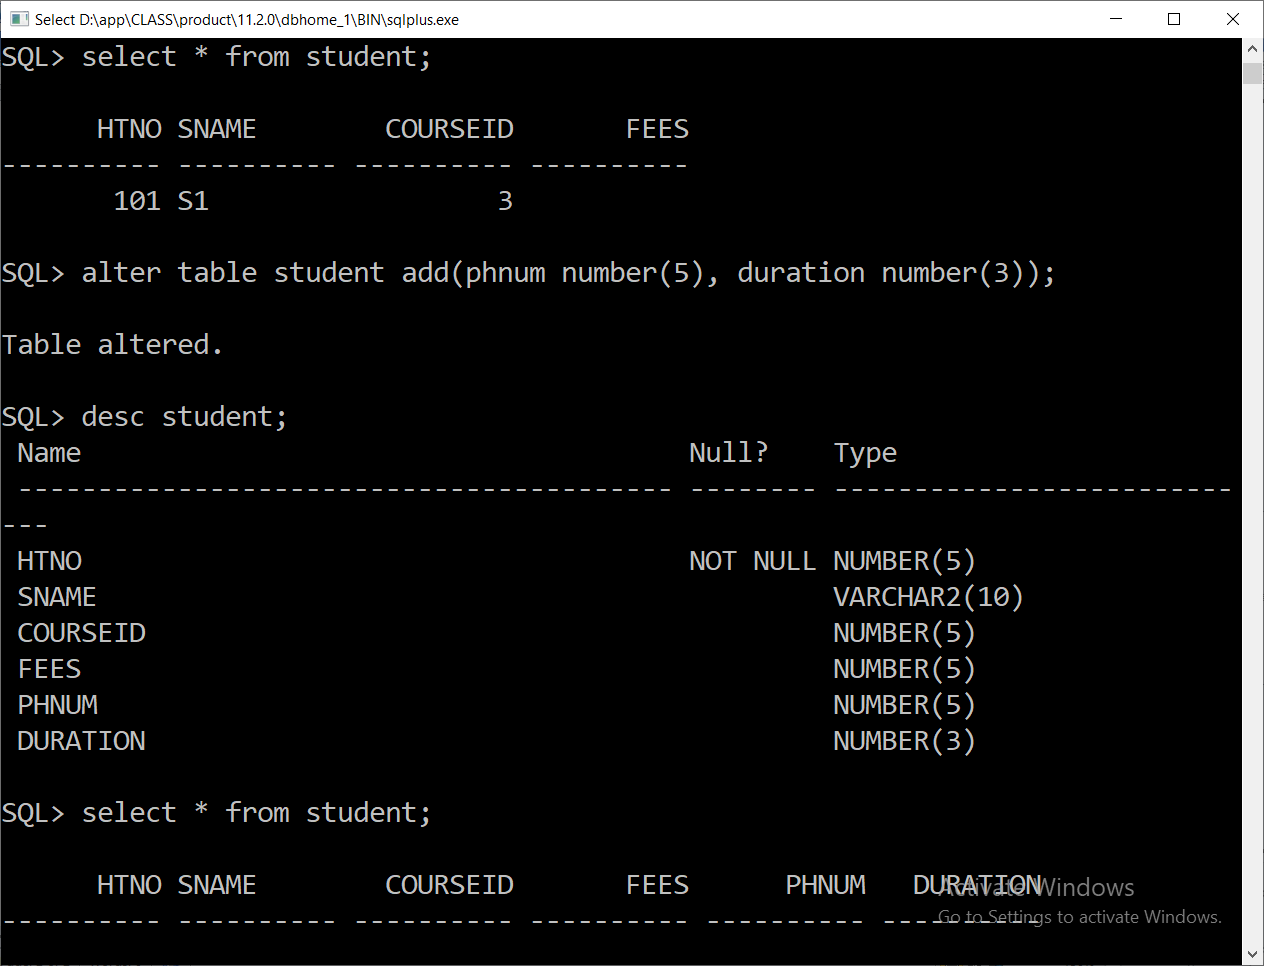 Select D:\app\CLASS\product\11.2.0\dbhome_1\BIN\sqlplus.exe
SQL> select * from student;
      HTNO SNAME        COURSEID       FEES
---------- ---------- ---------- ----------
       101 S1                  3
SQL> alter table student add(phnum number(5), duration number(3));
Table altered.
SQL> desc student;
 Name                                      Null?    Type
 ----------------------------------------- -------- -------------------------
---
 HTNO                                      NOT NULL NUMBER(5)
 SNAME                                              VARCHAR2(10)
 COURSEID                                           NUMBER(5)
 FEES                                               NUMBER(5)
 PHNUM                                              NUMBER(5)
 DURATION                                           NUMBER(3)
SQL> select * from student;
      HTNO SNAME        COURSEID       FEES      PHNUM   DURATION
---------- ---------- ---------- ---------- ---------- ----------
Activate Windows
Go to Settings to activate Windows.